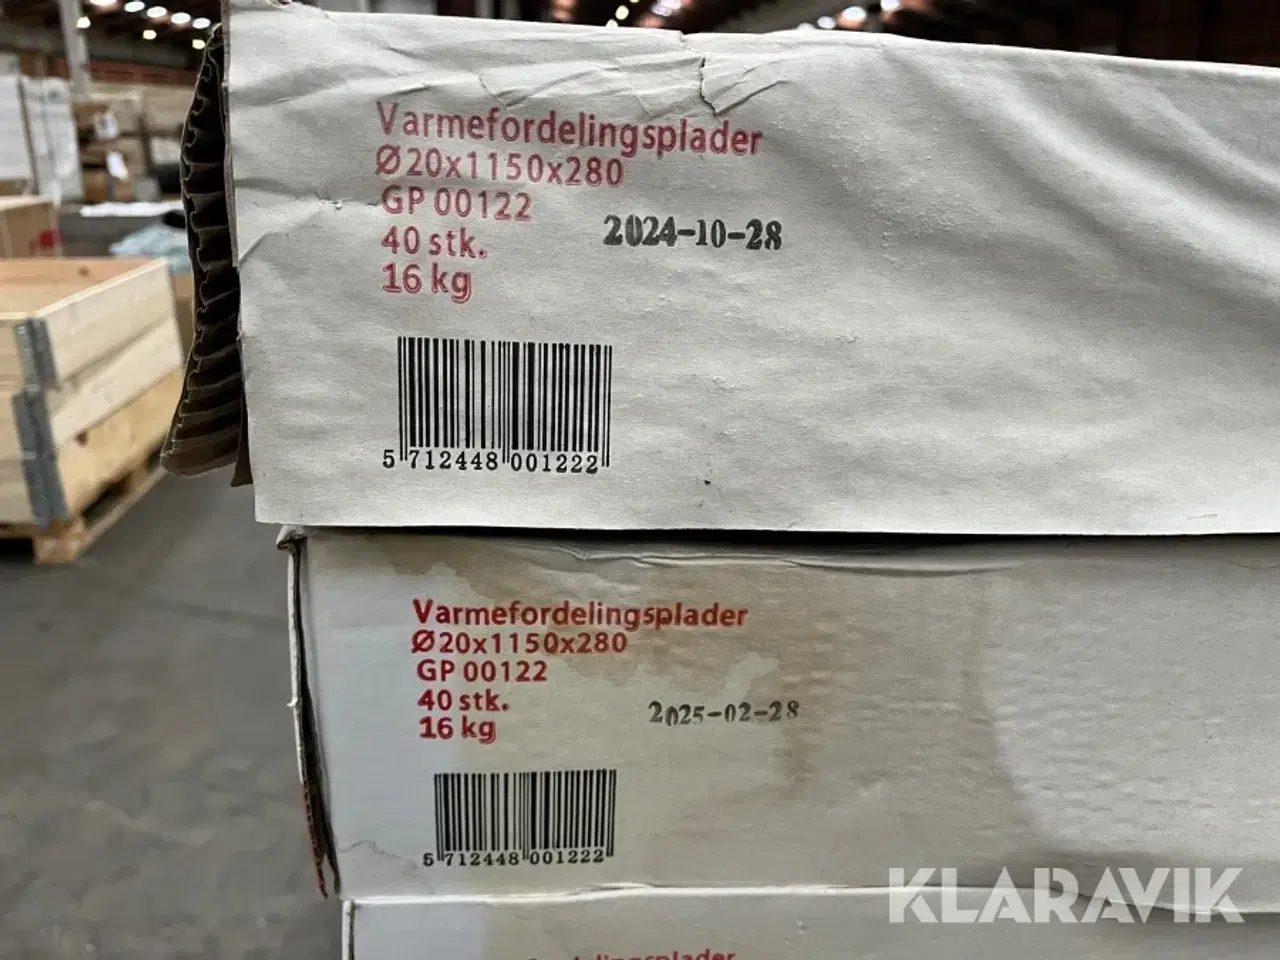 Varmefordelingsplader
Ø20x1150x280
GP 00122
2024-10-28
40 stk.
16 kg
5 712448 001222
Varmefordelingsplader
Ø20x1150x280
GP 00122
40 stk.
2025-02-28
16 kg
5 712448 001222
KLARAVIK